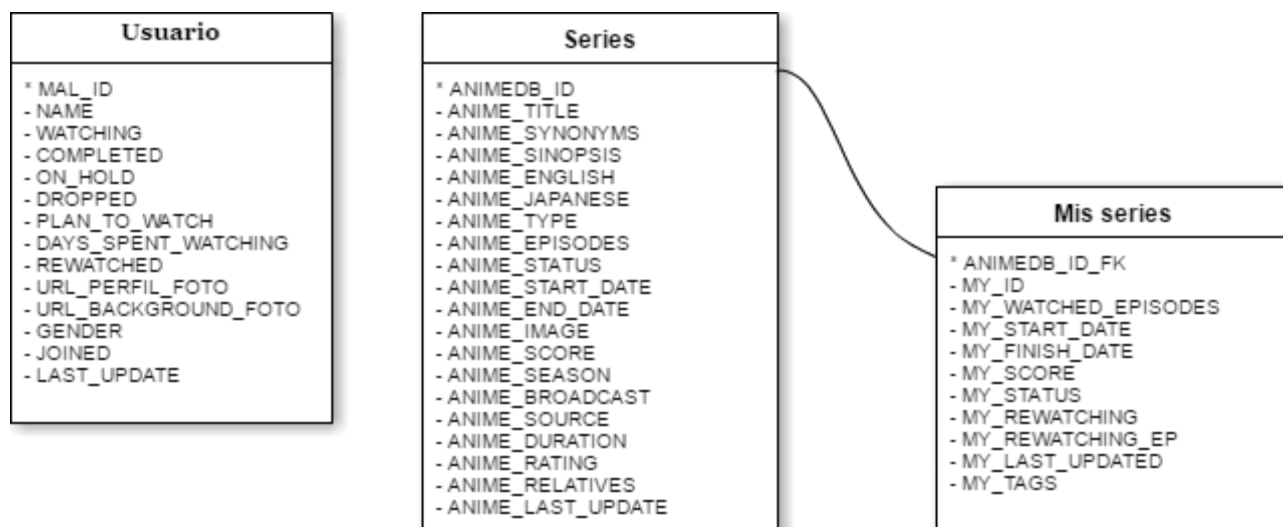 Usuario
* MAL_ID
- NAME
- WATCHING
- COMPLETED
- ON_HOLD
- DROPPED
- PLAN_TO_WATCH
- DAYS_SPENT_WATCHING
- REWATCHED
- URL_PERFIL_FOTO
- URL_BACKGROUND_FOTO
- GENDER
- JOINED
- LAST_UPDATE
Series
* ANIMEDB_ID
- ANIME_TITLE
- ANIME_SYNONYMS
- ANIME_SINOPSIS
- ANIME_ENGLISH
- ANIME_JAPANESE
- ANIME_TYPE
- ANIME_EPISODES
- ANIME_STATUS
- ANIME_START_DATE
- ANIME_END_DATE
- ANIME_IMAGE
- ANIME_SCORE
- ANIME_SEASON
- ANIME_BROADCAST
- ANIME_SOURCE
- ANIME_DURATION
- ANIME_RATING
- ANIME_RELATIVES
- ANIME_LAST_UPDATE
Mis series
* ANIMEDB_ID_FK
- MY_ID
- MY_WATCHED_EPISODES
- MY_START_DATE
- MY_FINISH_DATE
- MY_SCORE
- MY_STATUS
- MY_REWATCHING
- MY_REWATCHING_EP
- MY_LAST_UPDATED
- MY_TAGS